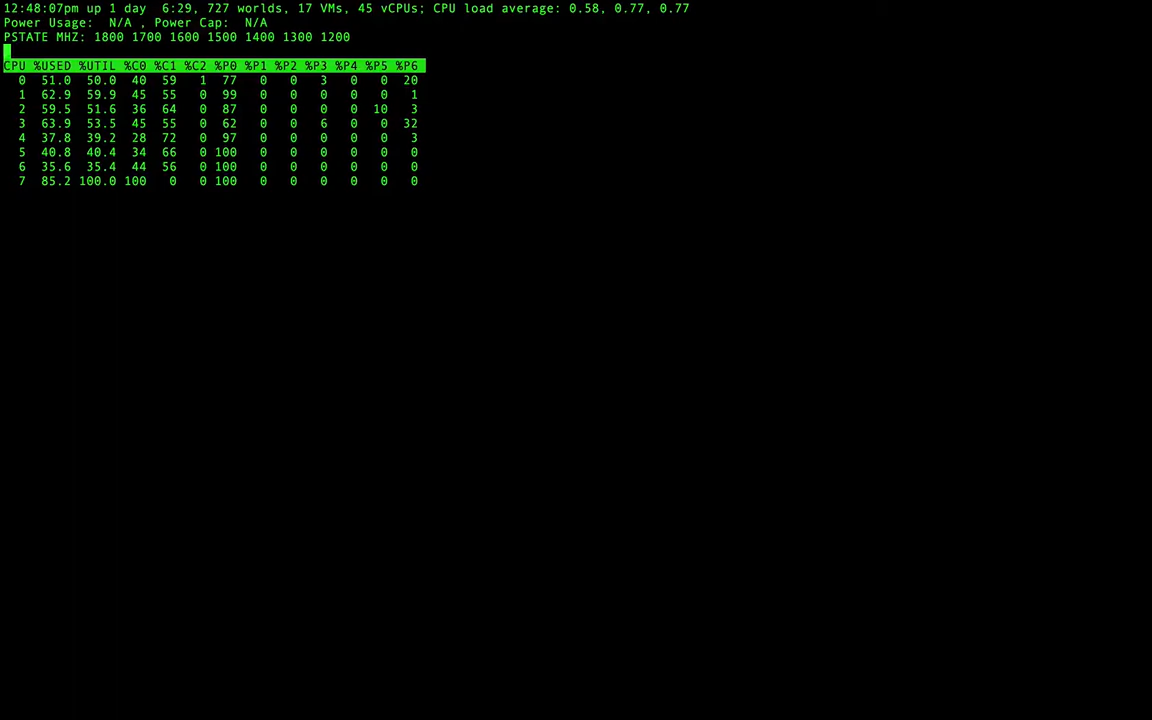 12:48:07pm up 1 day  6:29, 727 worlds, 17 VMs, 45 vCPUs; CPU load average: 0.58, 0.77, 0.77
Power Usage:  N/A , Power Cap:  N/A
PSTATE MHZ: 1800 1700 1600 1500 1400 1300 1200
CPU %USED %UTIL %C0 %C1 %C2 %P0 %P1 %P2 %P3 %P4 %P5 %P6
0 51.0 50.0 40 59 1 77 0 0 3 0 0 20
1 62.9 59.9 45 55 0 99 0 0 0 0 0 1
2 59.5 51.6 36 64 0 87 0 0 0 0 10 3
3 63.9 53.5 45 55 0 62 0 0 6 0 0 32
4 37.8 39.2 28 72 0 97 0 0 0 0 0 3
5 40.8 40.4 34 66 0 100 0 0 0 0 0 0
6 35.6 35.4 44 56 0 100 0 0 0 0 0 0
7 85.2 100.0 100 0 0 100 0 0 0 0 0 0